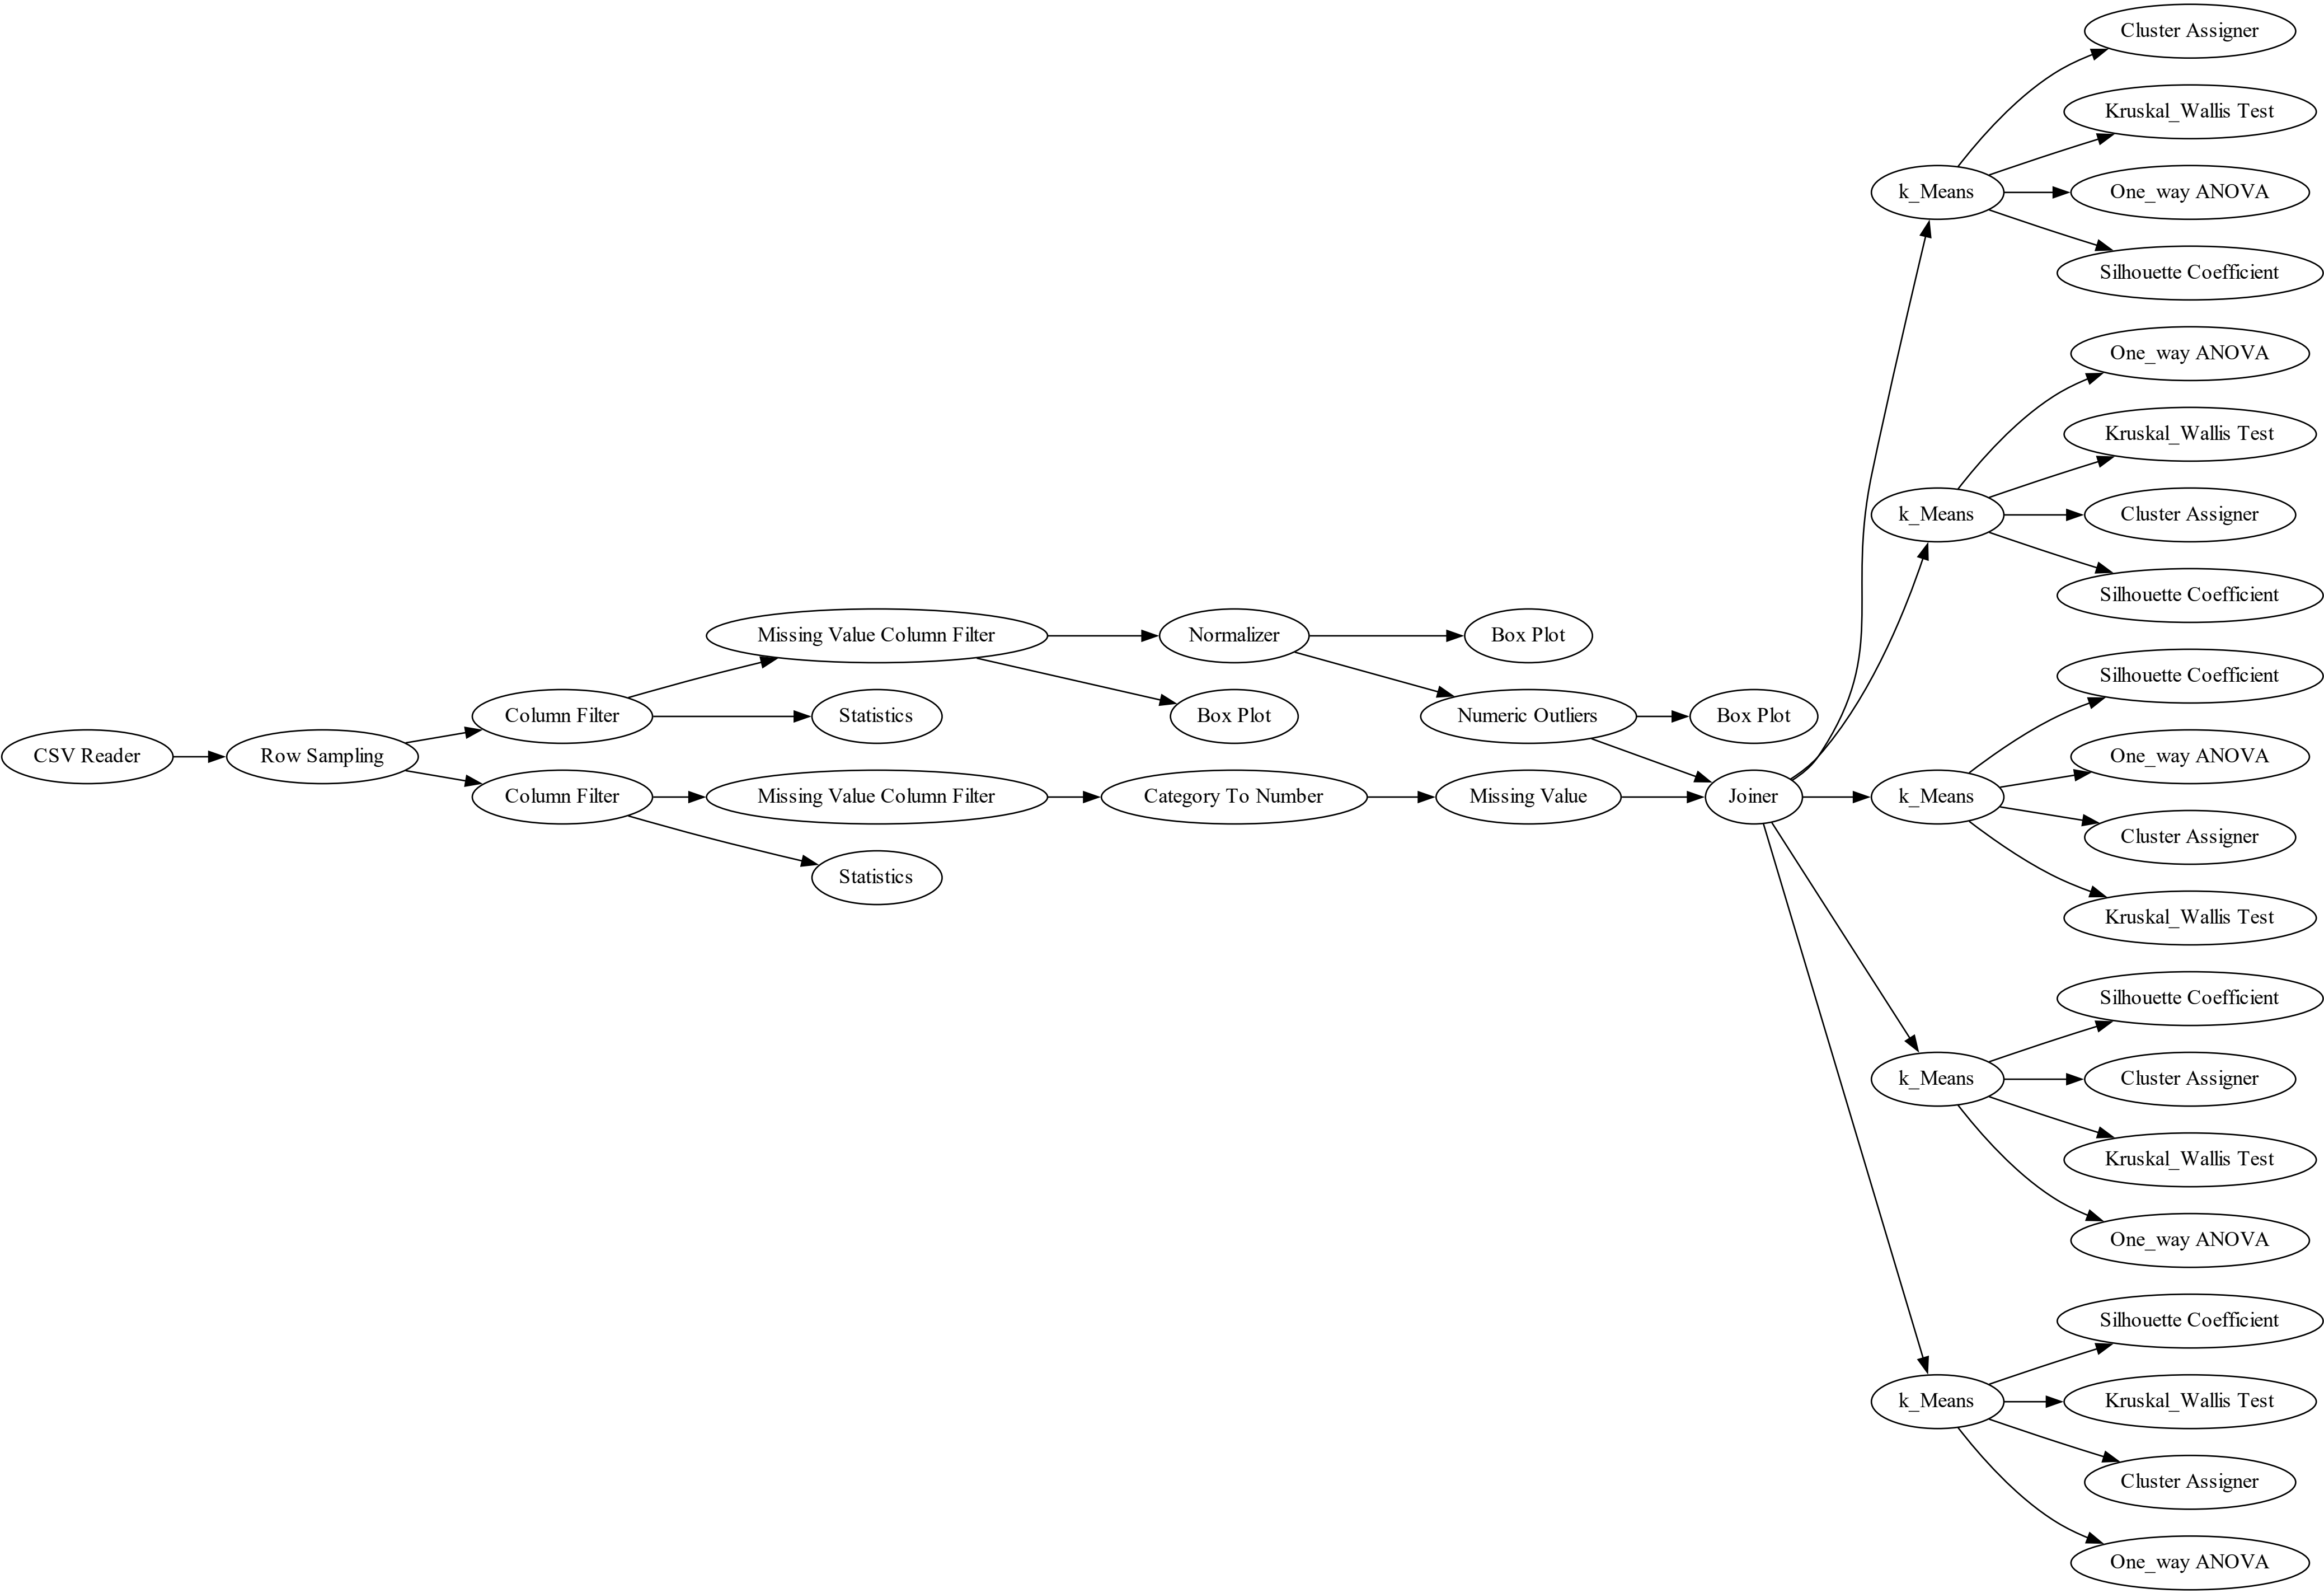 Cluster Assigner
Kruskal_Wallis Test
k_Means
One_way ANOVA
Silhouette Coefficient
One_way ANOVA
Kruskal_Wallis Test
k_Means
Cluster Assigner
Silhouette Coefficient
Missing Value Column Filter
Normalizer
Box Plot
Silhouette Coefficient
Column Filter
Statistics
Box Plot
Numeric Outliers
Box Plot
One_way ANOVA
CSV Reader
Row Sampling
Column Filter
Missing Value Column Filter
Category To Number
Missing Value
Joiner
k_Means
Cluster Assigner
Statistics
Kruskal_Wallis Test
Silhouette Coefficient
k_Means
Cluster Assigner
Kruskal_Wallis Test
One_way ANOVA
Silhouette Coefficient
k_Means
Kruskal_Wallis Test
Cluster Assigner
One_way ANOVA